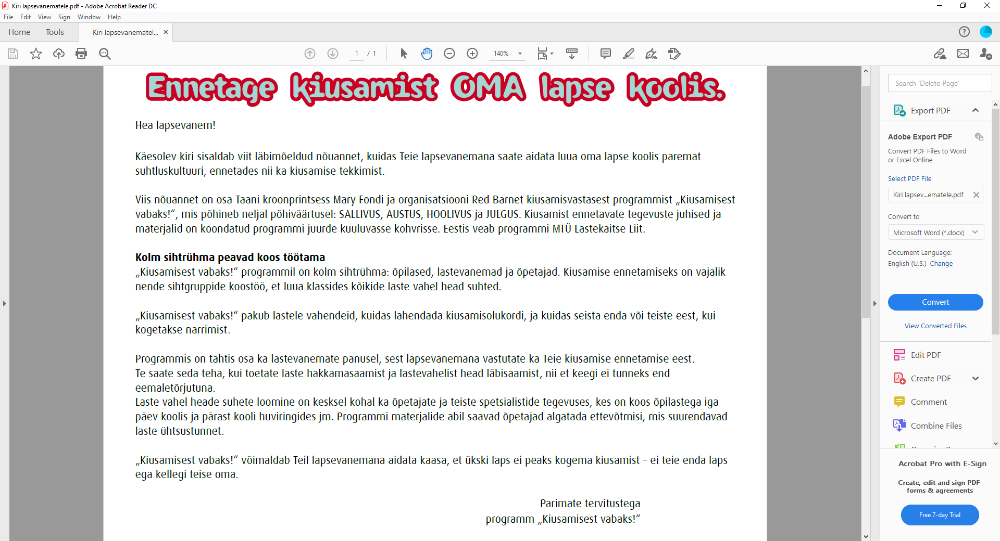 Kiri lapsevanematele.pdf - Adobe Acrobat Reader DC
File Edit View Sign Window Help
Home Tools Kiri lapsevanematel... ×
1 / 1 140%
Ennetage kiusamist OMA lapse koolis.
Hea lapsevanem!
Käesolev kiri sisaldab viit läbimõeldud nõuannet, kuidas Teie lapsevanemana saate aidata luua oma lapse koolis paremat
suhtluskultuuri, ennetades nii ka kiusamise tekkimist.
Viis nõuannet on osa Taani kroonprintsess Mary Fondi ja organisatsiooni Red Barnet kiusamisvastasest programmist „Kiusamisest
vabaks!“, mis põhineb neljal põhiväärtusel: SALLIVUS, AUSTUS, HOOLIVUS ja JULGUS. Kiusamist ennetavate tegevuste juhised ja
materjalid on koondatud programmi juurde kuuluvasse kohvrisse. Eestis veab programmi MTÜ Lastekaitse Liit.
Kolm sihtrühma peavad koos töötama
„Kiusamisest vabaks!“ programmil on kolm sihtrühma: õpilased, lastevanemad ja õpetajad. Kiusamise ennetamiseks on vajalik
nende sihtgruppide koostöö, et luua klassides kõikide laste vahel head suhted.
„Kiusamisest vabaks!“ pakub lastele vahendeid, kuidas lahendada kiusamisolukordi, ja kuidas seista enda või teiste eest, kui
kogetakse narrimist.
Programmis on tähtis osa ka lastevanemate panusel, sest lapsevanemana vastutate ka Teie kiusamise ennetamise eest.
Te saate seda teha, kui toetate laste hakkamasaamist ja lastevahelist head läbisaamist, nii et keegi ei tunneks end
eemaletõrjutuna.
Laste vahel heade suhete loomine on kesksel kohal ka õpetajate ja teiste spetsialistide tegevuses, kes on koos õpilastega iga
päev koolis ja pärast kooli huviringides jm. Programmi materjalide abil saavad õpetajad algatada ettevõtmisi, mis suurendavad
laste ühtsustunnet.
„Kiusamisest vabaks!“ võimaldab Teil lapsevanemana aidata kaasa, et ükski laps ei peaks kogema kiusamist – ei teie enda laps
ega kellegi teise oma.
Parimate tervitustega
programm „Kiusamisest vabaks!“
Search 'Delete Page'
Export PDF
Adobe Export PDF
Convert PDF Files to Word
or Excel Online
Select PDF File
Kiri lapsev...ematele.pdf
Convert to
Microsoft Word (*.docx)
Document Language:
English (U.S.) Change
Convert
View Converted Files
Edit PDF
Create PDF
Comment
Combine Files
Acrobat Pro with E-Sign
Create, edit and sign PDF
forms & agreements
Free 7-day Trial